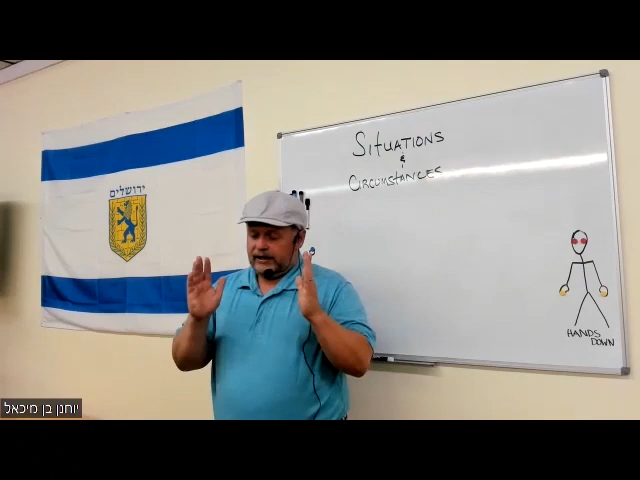 ירושלים
SITUATIONS
&
CIRCUMSTANCES
HANDS
DOWN
יוחנן בן מיכאל